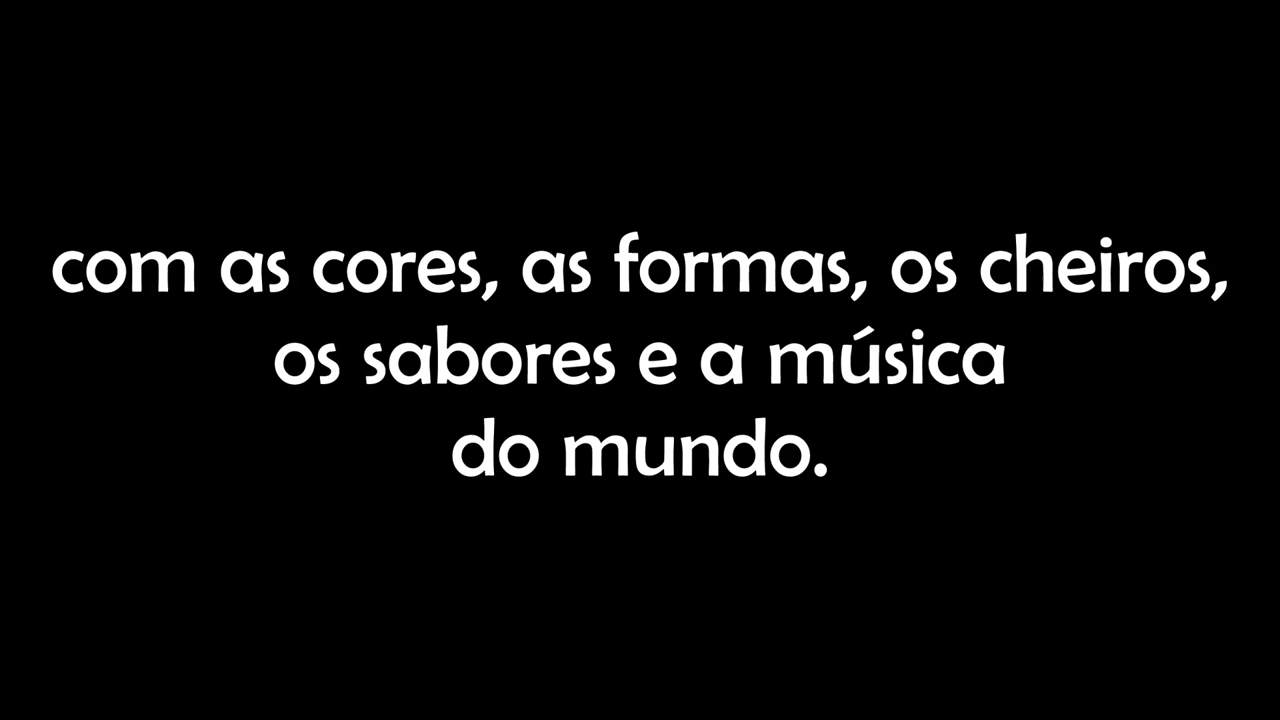 com as cores, as formas, os cheiros,
os sabores e a música
do mundo.